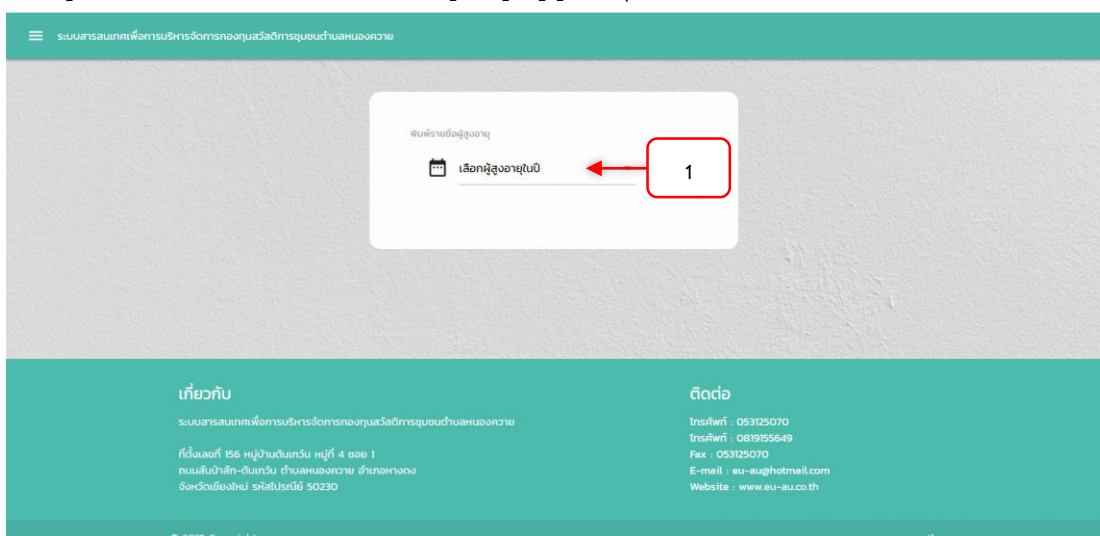 ระบบสารสนเทศเพื่อการบริหารจัดการกองทุนสวัสดิการชุมชนตำบลหนองควาย
พิมพ์รายชื่อผู้สูงอายุ
เลือกผู้สูงอายุในปี
1
เกี่ยวกับ
ระบบสารสนเทศเพื่อการบริหารจัดการกองทุนสวัสดิการชุมชนตำบลหนองควาย
ที่ตั้งเลขที่ 156 หมู่บ้านต้นเกว๋น หมู่ที่ 4 ซอย 1
ถนนสันป่าสัก-ต้นเกว๋น ตำบลหนองควาย อำเภอหางดง
จังหวัดเชียงใหม่ รหัสไปรณีย์ 50230
ติดต่อ
โทรศัพท์ : 053125070
โทรศัพท์ : 0819155649
Fax : 053125070
E-mail : eu-au@hotmail.com
Website : www.eu-au.co.th